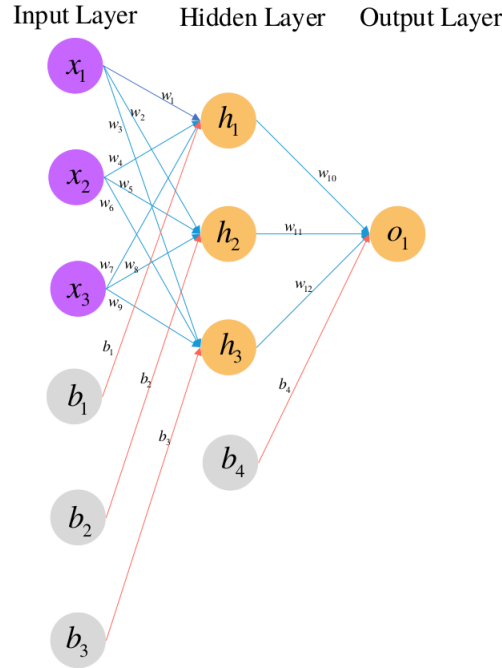 Input Layer Hidden Layer Output Layer
x₁
w₁
w₂
h₁
w₃
w₄
x₂
w₅
w₆
w₁₀
h₂
w₁₁
o₁
w₇
w₈
x₃
w₉
w₁₂
b₁
h₃
b₂
b₄
b₁
b₃
b₄
b₂
b₃